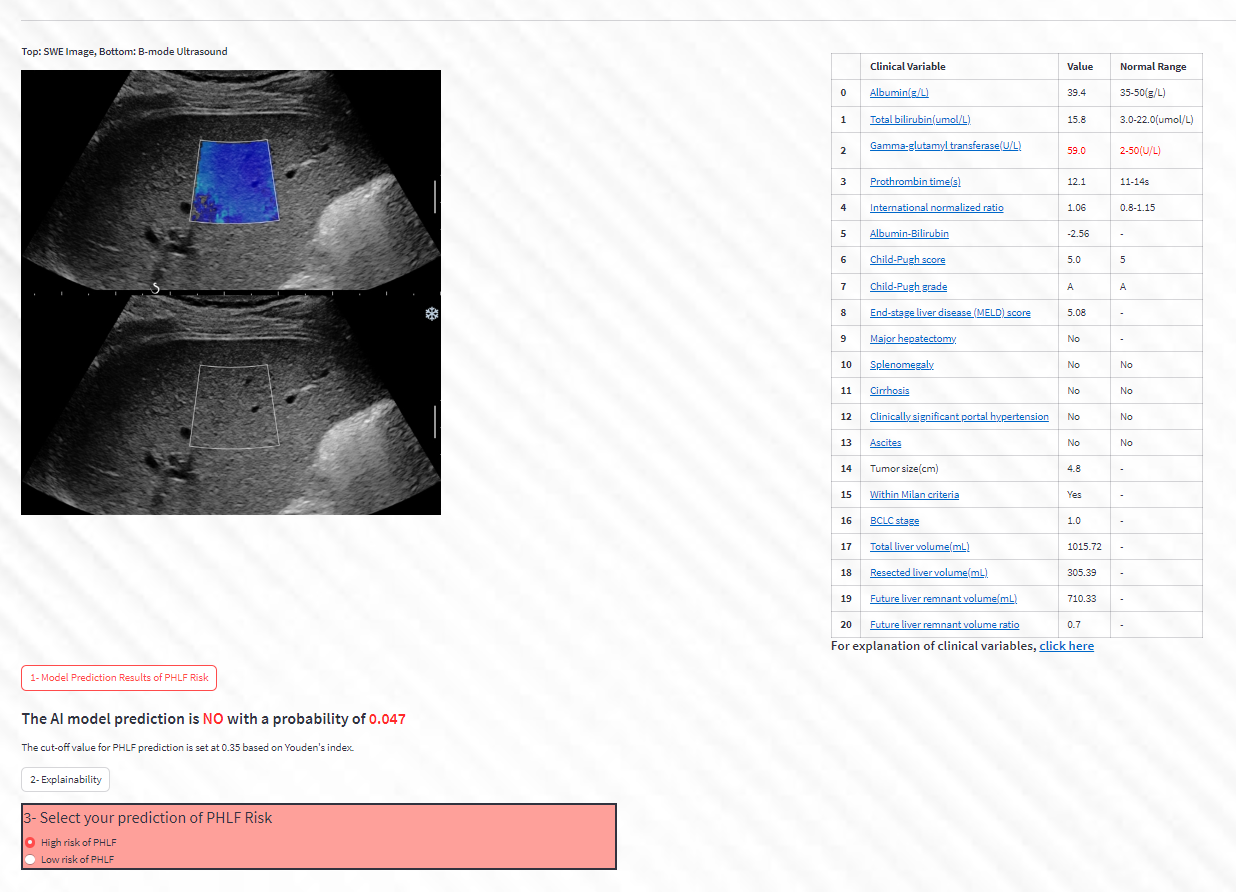 Top: SWE Image, Bottom: B-mode Ultrasound
Clinical Variable Value Normal Range
0 Albumin(g/L) 39.4 35-50(g/L)
1 Total bilirubin(umol/L) 15.8 3.0-22.0(umol/L)
2 Gamma-glutamyl transferase(U/L) 59.0 2-50(U/L)
3 Prothrombin time(s) 12.1 11-14s
4 International normalized ratio 1.06 0.8-1.15
5 Albumin-Bilirubin -2.56 -
6 Child-Pugh score 5.0 5
7 Child-Pugh grade A A
8 End-stage liver disease (MELD) score 5.08 -
9 Major hepatectomy No -
10 Splenomegaly No No
11 Cirrhosis No No
12 Clinically significant portal hypertension No No
13 Ascites No No
14 Tumor size(cm) 4.8 -
15 Within Milan criteria Yes -
16 BCLC stage 1.0 -
17 Total liver volume(mL) 1015.72 -
18 Resected liver volume(mL) 305.39 -
19 Future liver remnant volume(mL) 710.33 -
20 Future liver remnant volume ratio 0.7 -
For explanation of clinical variables, click here
5
1- Model Prediction Results of PHLF Risk
The AI model prediction is NO with a probability of 0.047
The cut-off value for PHLF prediction is set at 0.35 based on Youden's index.
2- Explainability
3- Select your prediction of PHLF Risk
High risk of PHLF
Low risk of PHLF